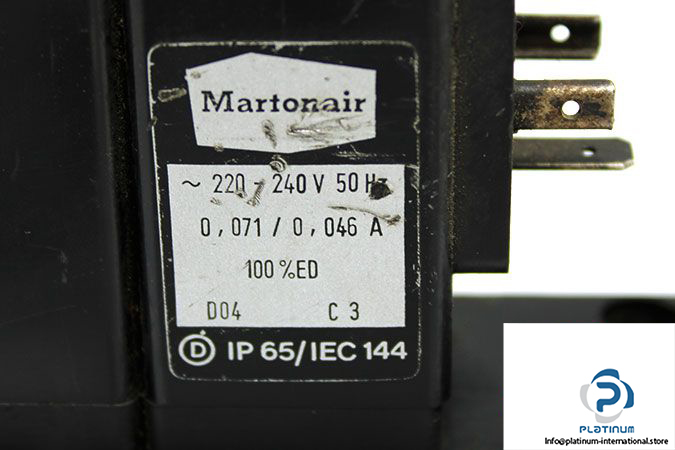 Martonair
~ 220 - 240 V 50 Hz
0,071 / 0,046 A
100 %ED
D04 C 3
D IP 65/IEC 144
P
PLATINUM
Info@platinum-international.store